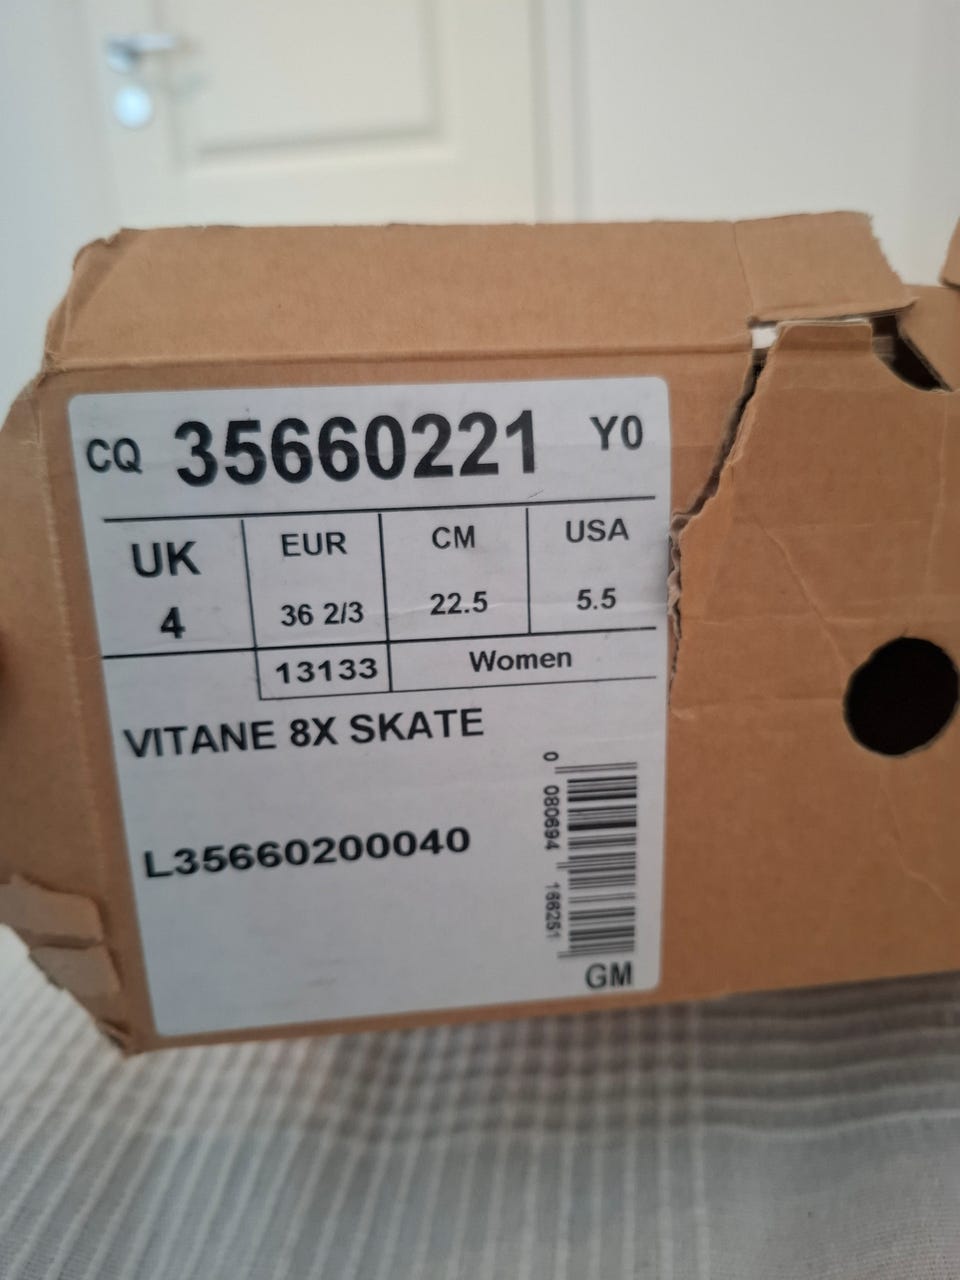 CQ 35660221 Y0
UK EUR CM USA
4 36 2/3 22.5 5.5
13133 Women
VITANE 8X SKATE
L35660200040
0 080694 166251
GM